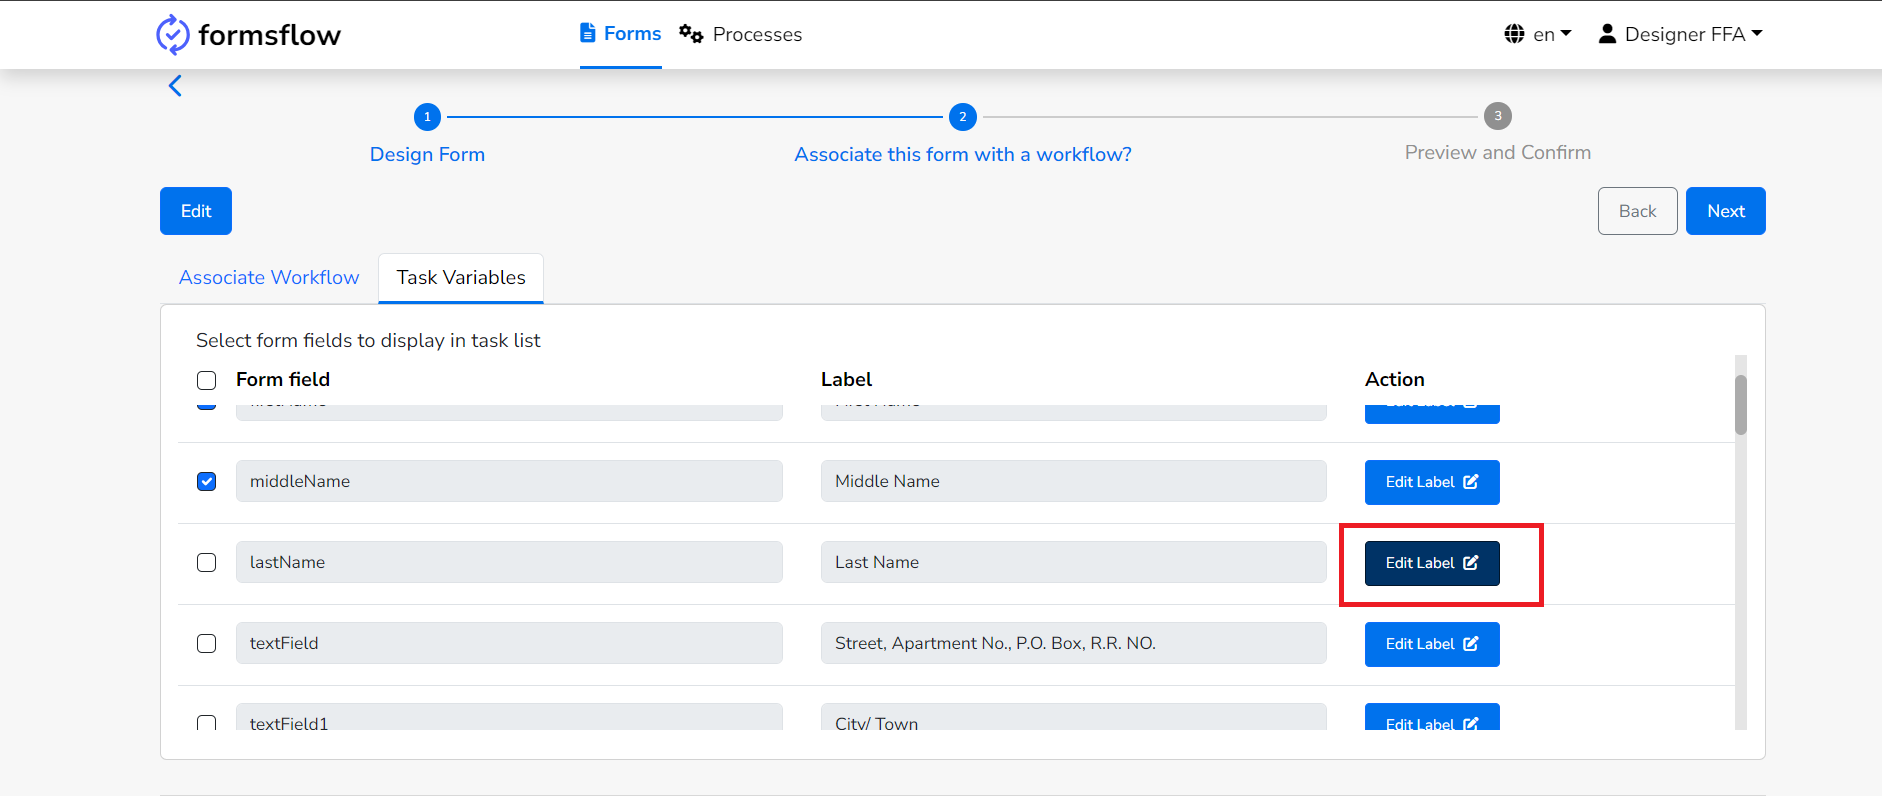 formsflow
Forms
Processes
en
Designer FFA
1
2
3
Design Form
Associate this form with a workflow?
Preview and Confirm
Edit
Back
Next
Associate Workflow
Task Variables
Select form fields to display in task list
Form field
Label
Action
middleName
Middle Name
Edit Label
lastName
Last Name
Edit Label
textField
Street, Apartment No., P.O. Box, R.R. NO.
Edit Label
textField1
City/ Town
Edit Label